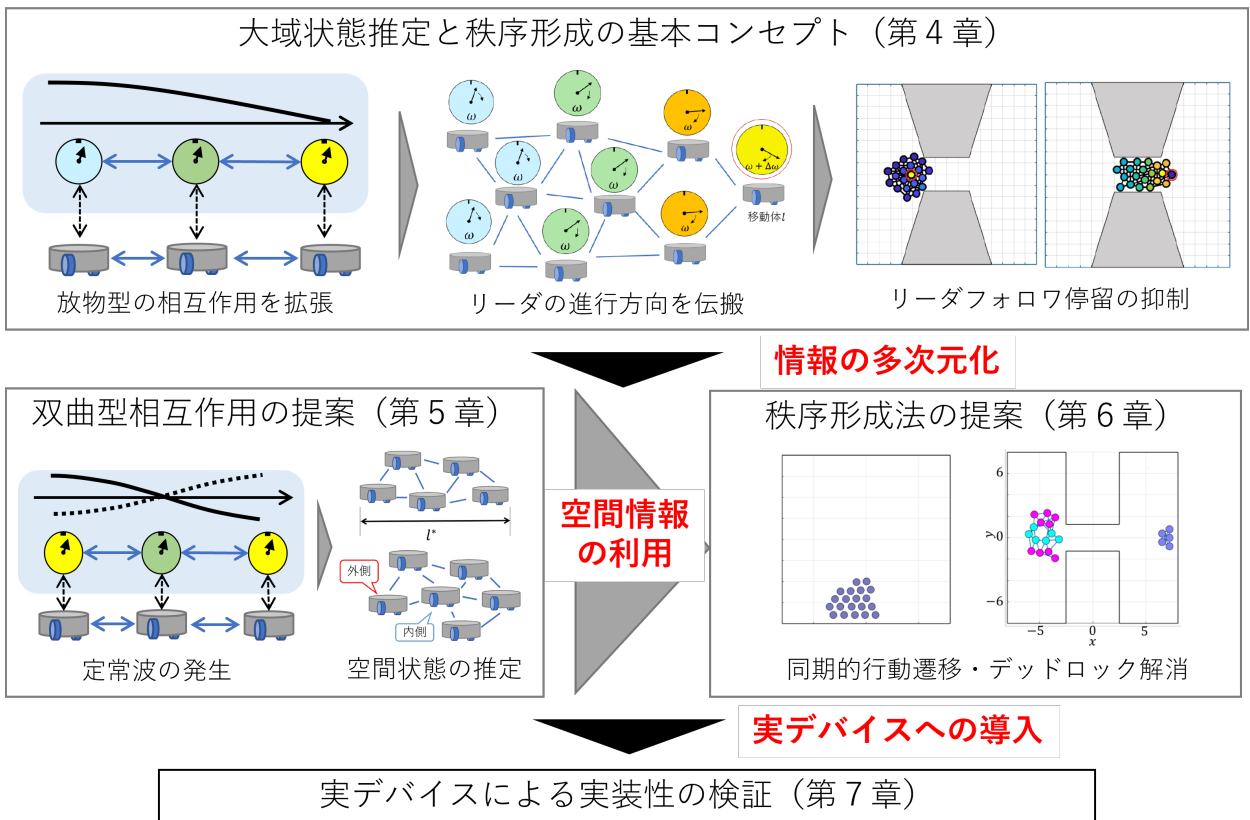 大域状態推定と秩序形成の基本コンセプト（第４章）
ω
ω
ω
ω + Δω
ω
ω
移動体l
ω
ω
ω
放物型の相互作用を拡張
リーダの進行方向を伝搬
リーダフォロワ停留の抑制
情報の多次元化
双曲型相互作用の提案（第５章）
l*
外側
内側
定常波の発生
空間状態の推定
空間情報
の利用
秩序形成法の提案（第６章）
6
y
0
−6
−5
0
5
x
同期的行動遷移・デッドロック解消
実デバイスへの導入
実デバイスによる実装性の検証（第７章）